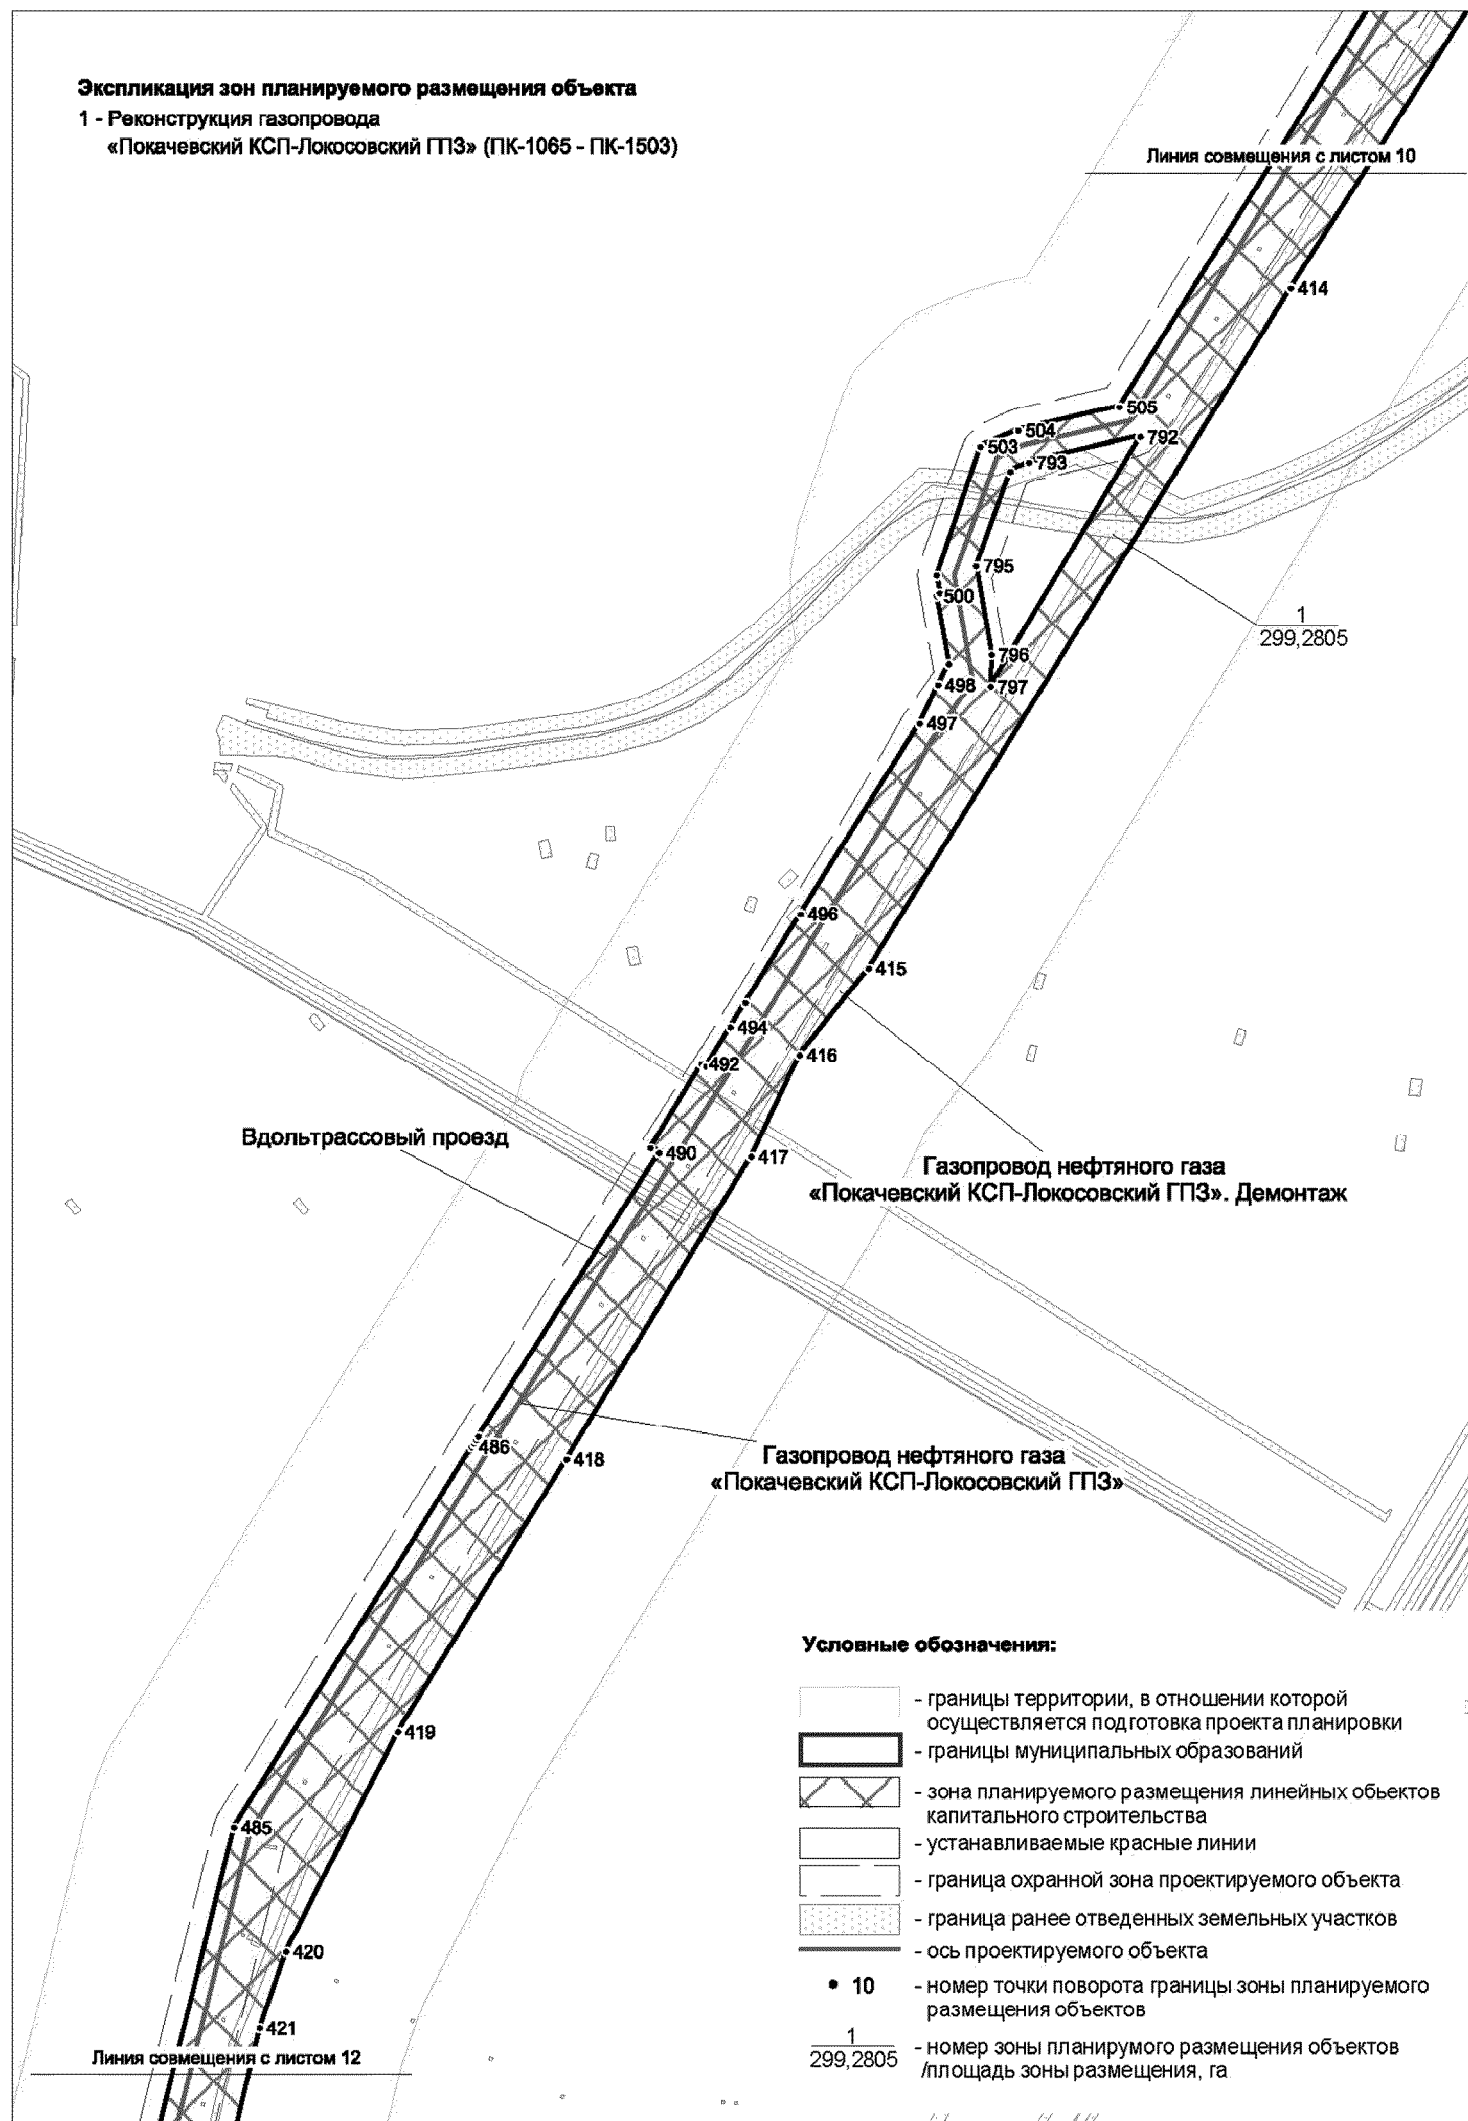 Экспликация зон планируемого размещения объекта
1 - Реконструкция газопровода
«Покачевский КСП-Локосовский ГПЗ» (ПК-1065 - ПК-1503)
Линия совмещения с листом 10
414
505
504
792
503
793
795
500
1
299,2805
796
498
797
497
496
415
494
416
492
Вдольтрассовый проезд
490
417
Газопровод нефтяного газа
«Покачевский КСП-Локосовский ГПЗ». Демонтаж
486
418
Газопровод нефтяного газа
«Покачевский КСП-Локосовский ГПЗ»
419
485
420
421
Линия совмещения с листом 12
Условные обозначения:
- границы территории, в отношении которой
осуществляется подготовка проекта планировки
- границы муниципальных образований
- зона планируемого размещения линейных обьектов
капитального строительства
- устанавливаемые красные линии
- граница охранной зона проектируемого объекта
- граница ранее отведенных земельных участков
- ось проектируемого объекта
10 - номер точки поворота границы зоны планируемого
размещения объектов
1
299,2805
- номер зоны планирумого размещения объектов
/площадь зоны размещения, га